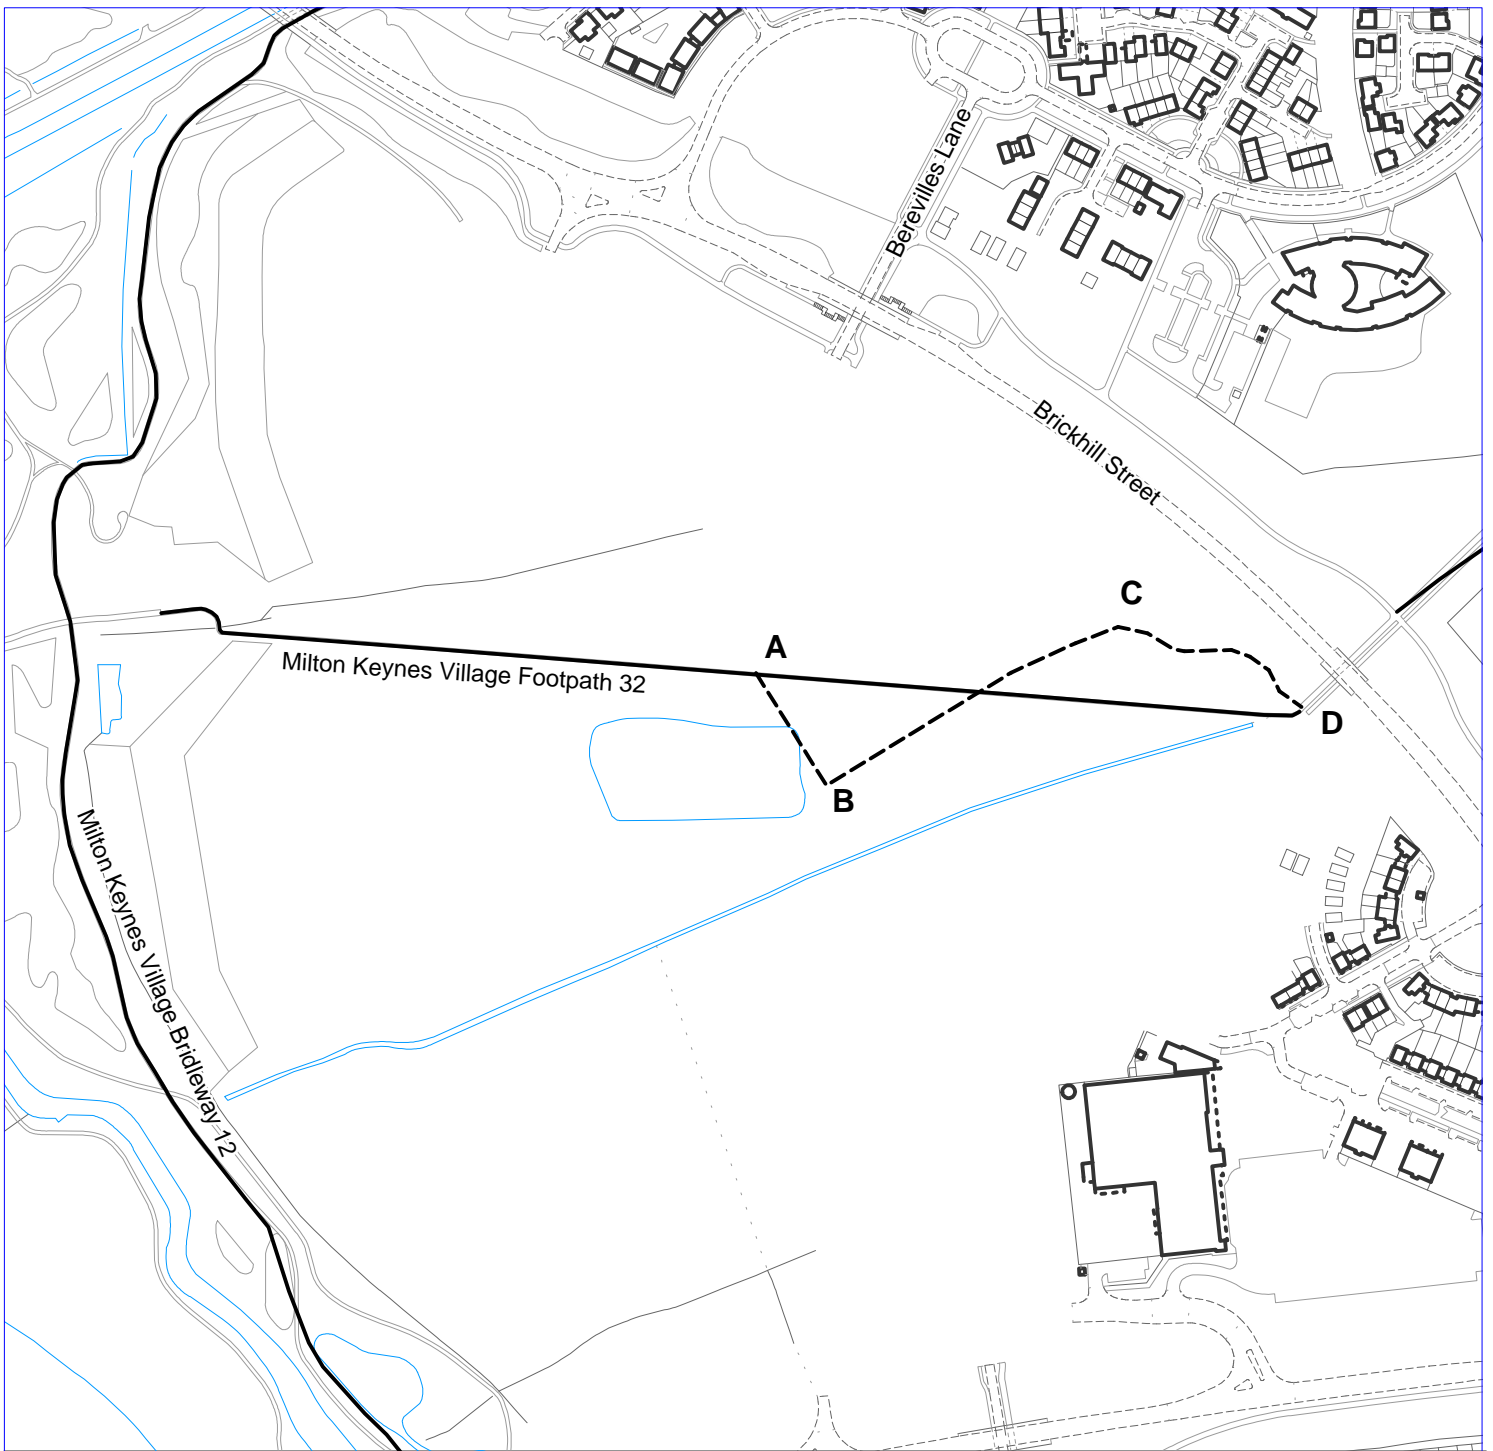 Berevilles Lane
Brickhill Street
C
A
Milton Keynes Village Footpath 32
D
B
Milton Keynes Village Bridleway 12